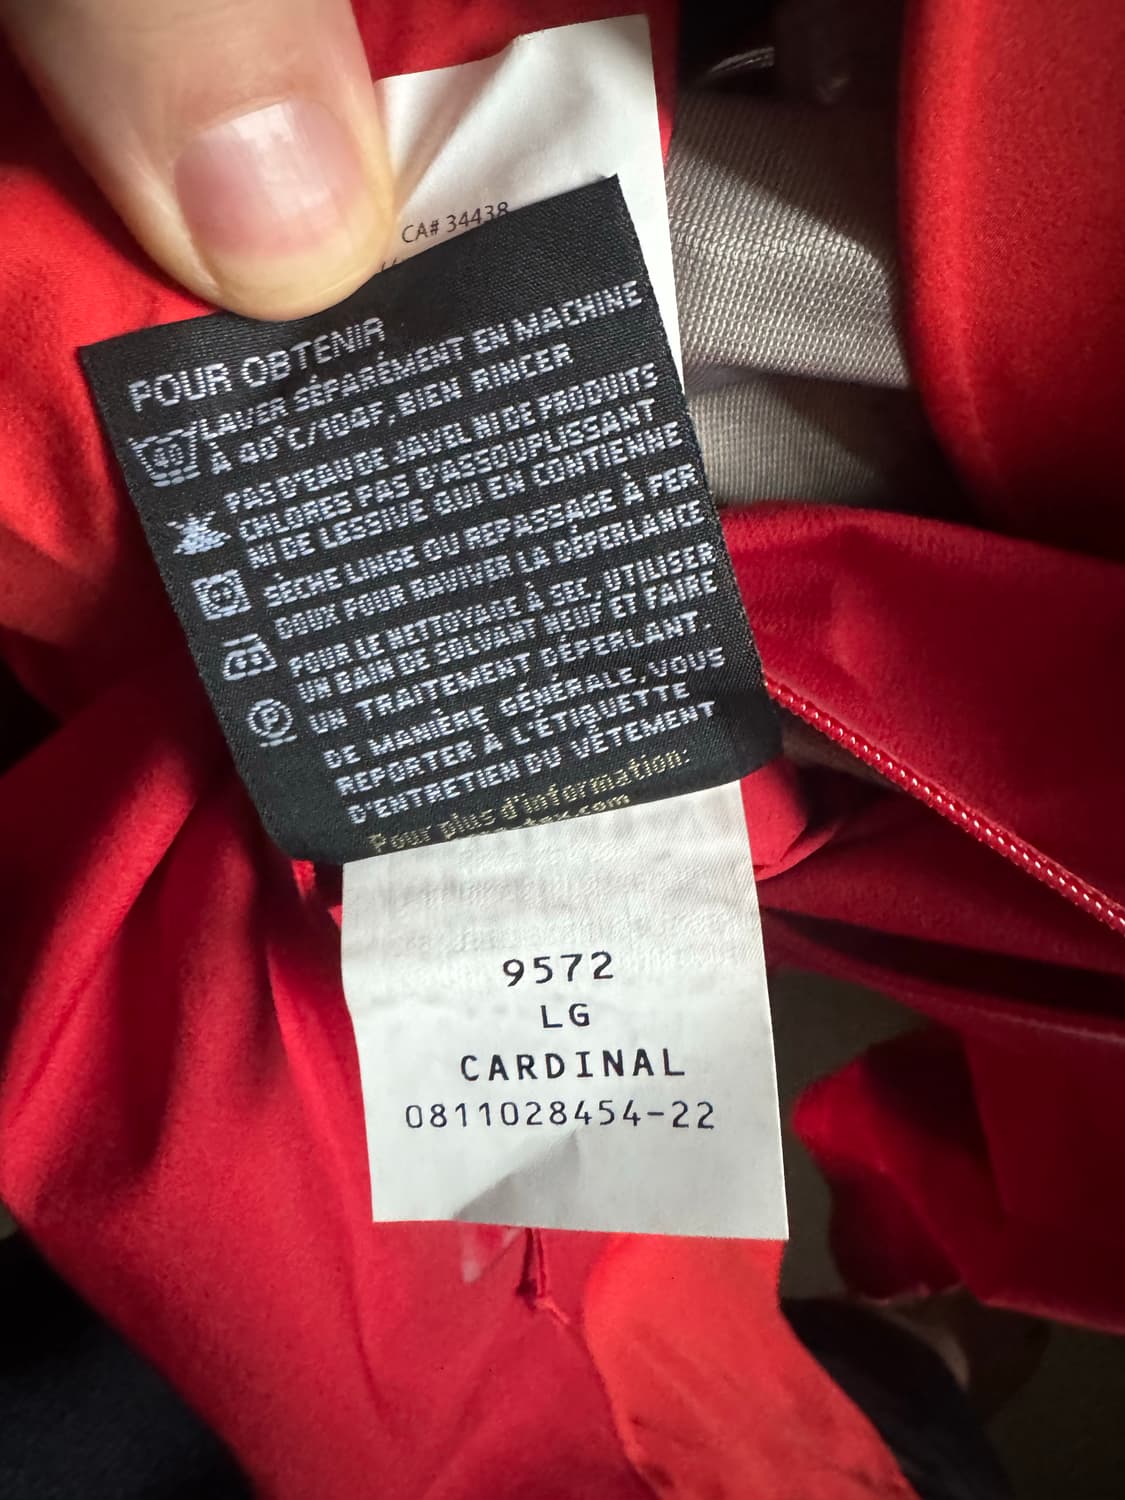 CA# 34438
POUR OBTENIR
LAVER SÉPARÉMENT EN MACHINE
À 40°C/104F, BIEN RINCER
PAS D'EAU DE JAVEL NI DE PRODUITS
CHLORES PAS D'ASSOUPLISSANT
NI DE LESSIVE QUI EN CONTIENNE
SÈCHE LINGE OU REPASSAGE À FER
DOUX POUR RAVIVER LA DÉPERLANCE
POUR LE NETTOYAGE À SEC, UTILISER
UN BAIN DE SOLVANT NEUF ET FAIRE
UN TRAITEMENT DÉPERLANT.
DE MANIÈRE GÉNÉRALE, VOUS
REPORTER À L'ÉTIQUETTE
D'ENTRETIEN DU VÊTEMENT
Pour plus d'information:
9572
LG
CARDINAL
0811028454-22